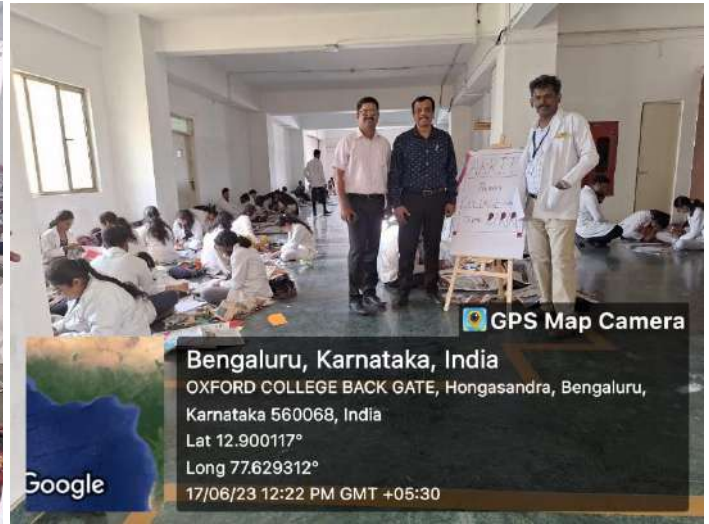 GPS Map Camera
Bengaluru, Karnataka, India
OXFORD COLLEGE BACK GATE, Hongasandra, Bengaluru,
Karnataka 560068, India
Lat 12.900117°
Long 77.629312°
17/06/23 12:22 PM GMT +05:30
Google